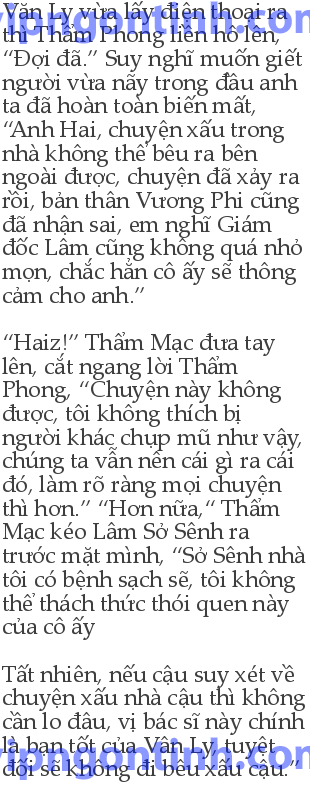 vipngontinh.com
Văn Ly vừa lấy điện thoại ra
thì Thẩm Phong liền hô lên,
“Đợi đã.” Suy nghĩ muốn giết
người vừa nãy trong đầu anh
ta đã hoàn toàn biến mất,
“Anh Hai, chuyện xấu trong
nhà không thể bêu ra bên
ngoài được, chuyện đã xảy ra
rồi, bản thân Vương Phi cũng
đã nhận sai, em nghĩ Giám
đốc Lâm cũng không quá nhỏ
mọn, chắc hẳn cô ấy sẽ thông
cảm cho anh.”
“Haiz!” Thẩm Mạc đưa tay
lên, cắt ngang lời Thẩm
Phong, “Chuyện này không
được, tôi không thích bị
người khác chụp mũ như vậy,
chúng ta vẫn nên cái gì ra cái
đó, làm rõ ràng mọi chuyện
thì hơn.” “Hơn nữa,“ Thẩm
Mạc kéo Lâm Sở Sênh ra
trước mặt mình, “Sở Sênh nhà
tôi có bệnh sạch sẽ, tôi không
thể thách thức thói quen này
của cô ấy
Tất nhiên, nếu cậu suy xét về
chuyện xấu nhà cậu thì không
cần lo đâu, vị bác sĩ này chính
là bạn tốt của Vân Ly, tuyệt
đối sẽ không đi bêu xấu cậu.”
vipngontinh.com